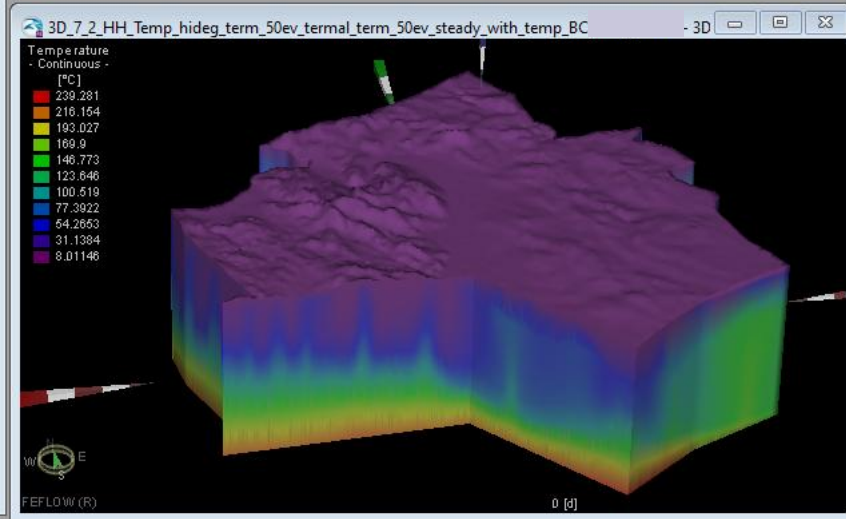 3D_7_2_HH_Temp_hideg_term_50ev_termal_term_50ev_steady_with_temp_BC - 3D
Temperature
- Continuous -
[°C]
239.281
216.154
193.027
169.9
146.773
123.646
100.519
77.3922
54.2653
31.1384
8.01146
N
W E
S
FEFLOW (R)
0 [d]